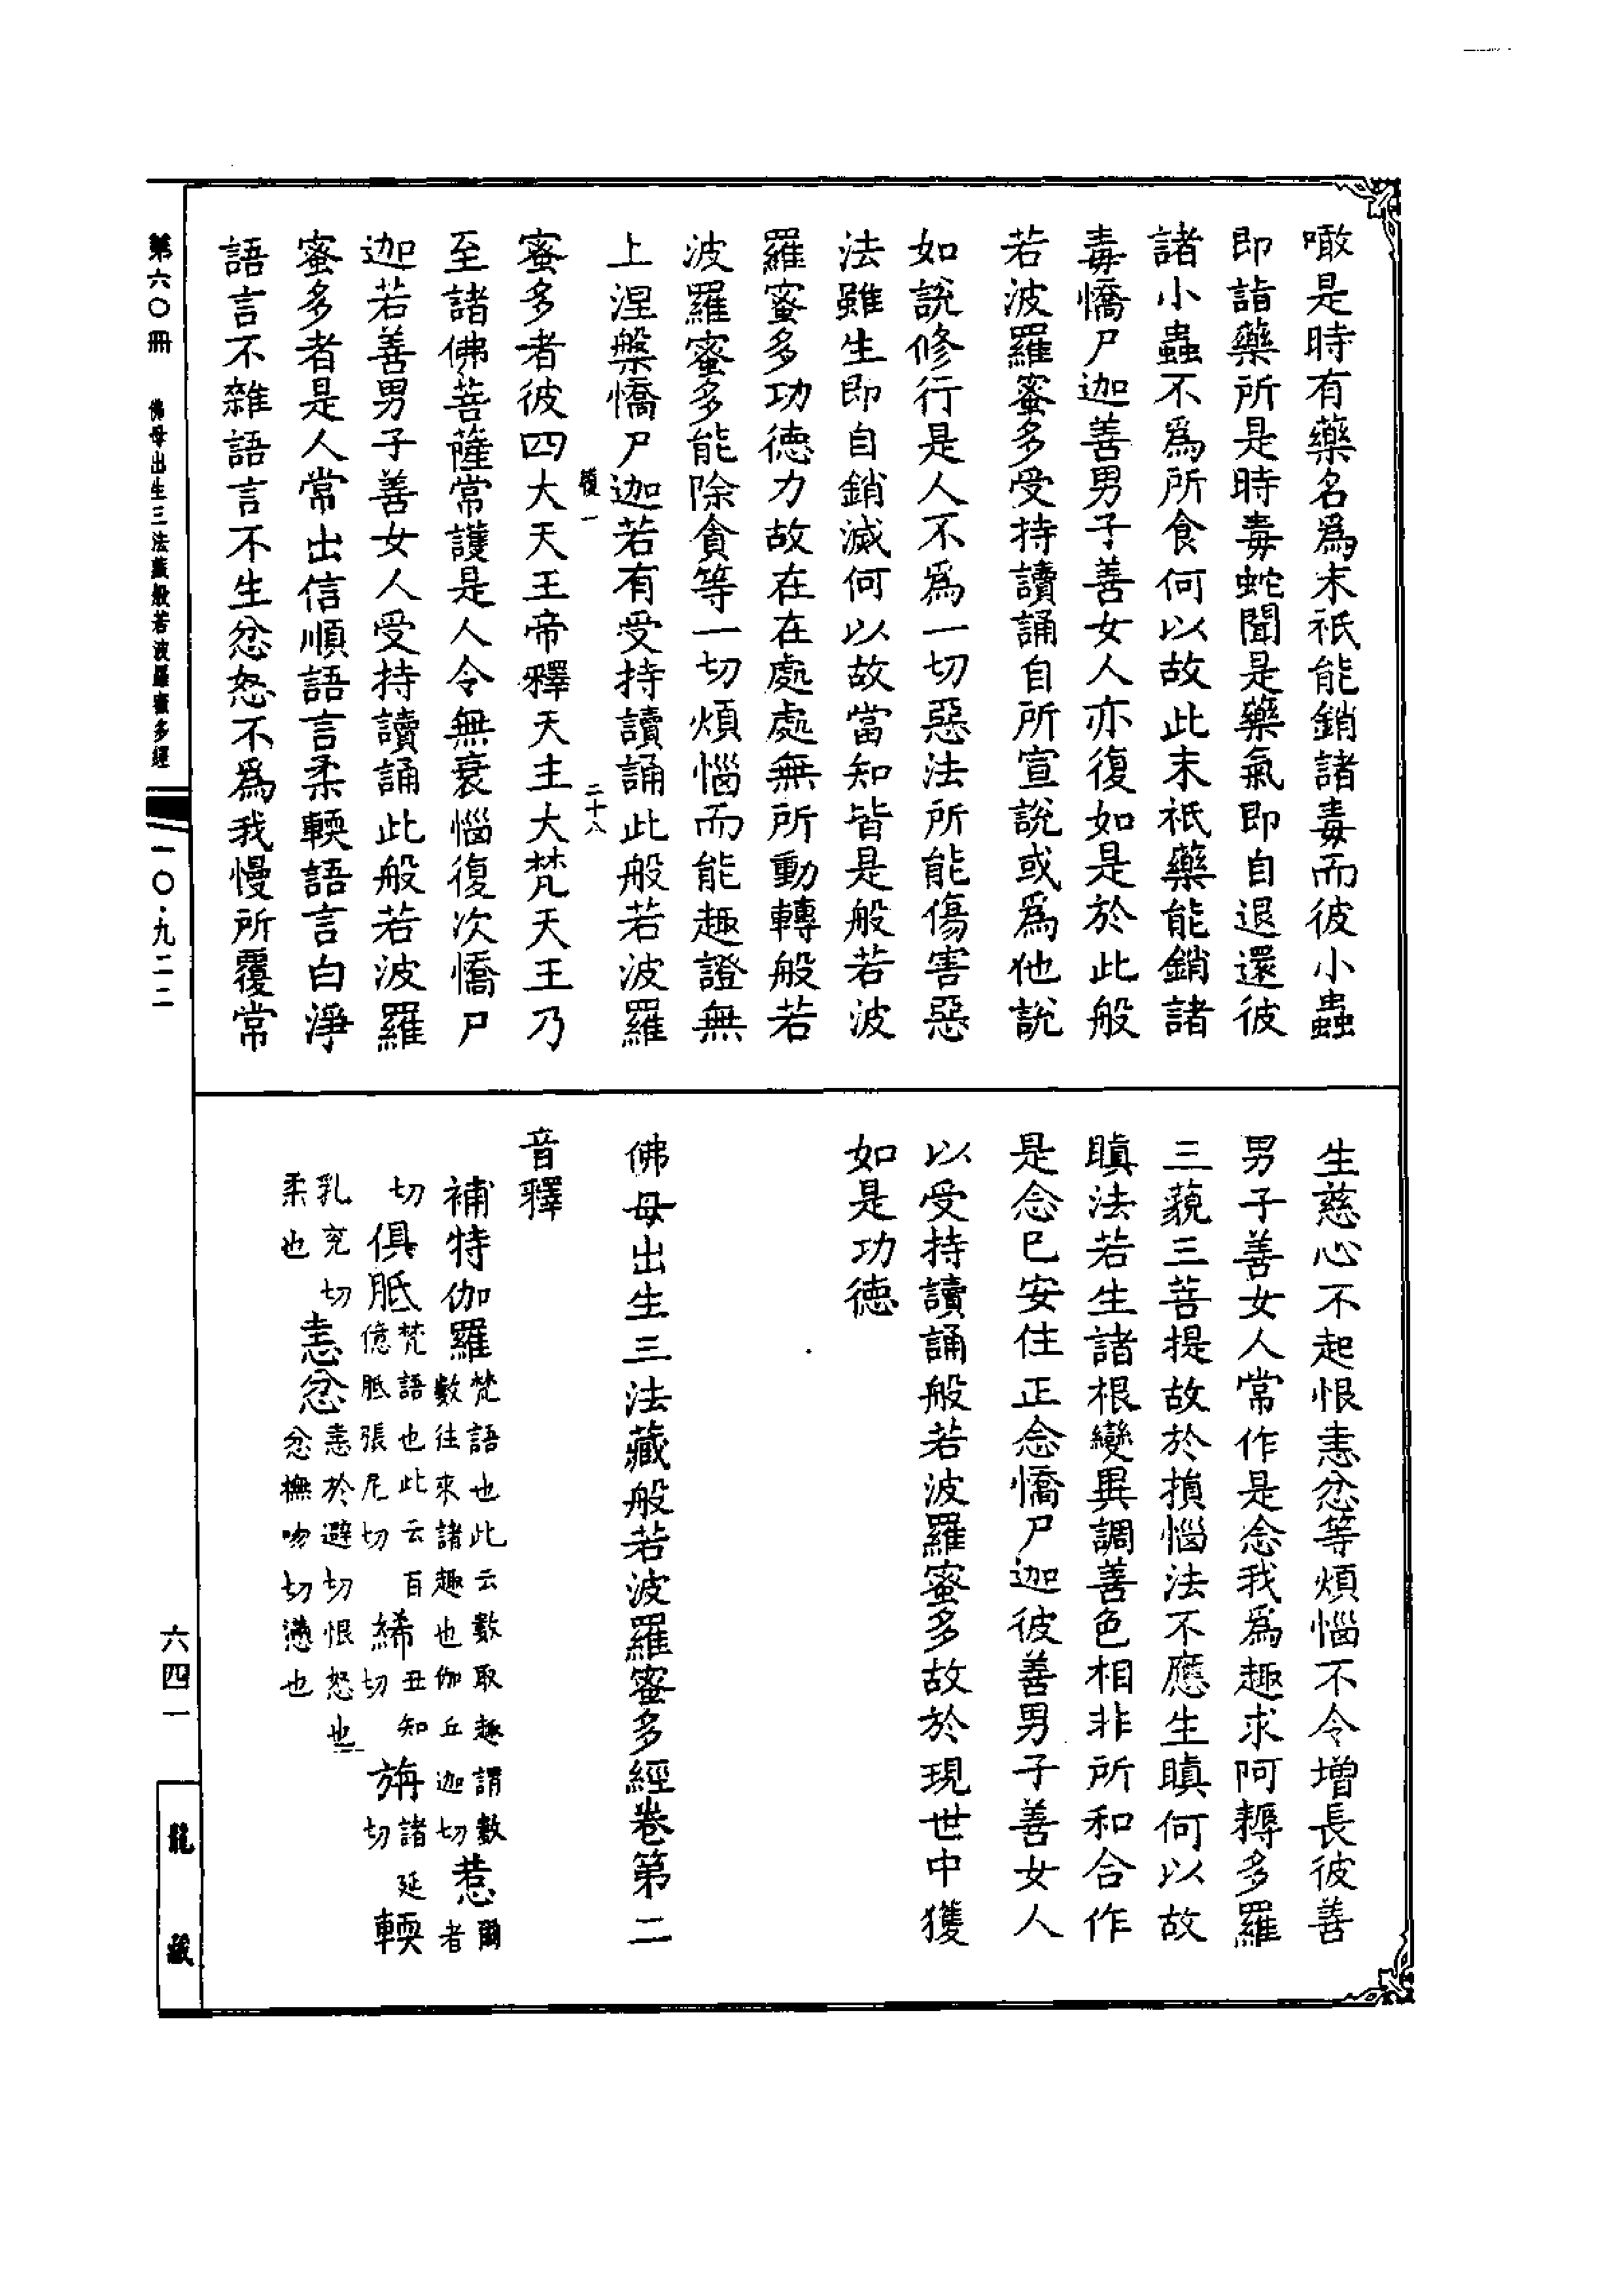 噉是時有藥名爲末祇能銷諸毒而彼小蟲
即詣藥所是時毒蛇聞是藥氣即自退還彼
諸小蟲不爲所食何以故此末祇藥能銷諸
毒憍尸迦善男子善女人亦復如是於此般
若波羅蜜多受持讀誦自所宣說或爲他說
如說修行是人不爲一切惡法所能傷害惡
法雖生即自銷滅何以故當知皆是般若波
羅蜜多功德力故在在處處無所動轉般若
波羅蜜多能除貪等一切煩惱而能趣證無
上涅槃憍尸迦若有受持讀誦此般若波羅
二十八
蜜多者彼四大天王帝釋天主大梵天王乃
至諸佛菩薩常護是人令無衰惱復次憍尸
迦若善男子善女人受持讀誦此般若波羅
蜜多者是人常出信順語言柔輭語言白淨
語言不雜語言不生忿怒不爲我慢所覆常
生慈心不起恨恚忿等煩惱不令增長彼善
男子善女人常作是念我爲趣求阿耨多羅
三藐三菩提故於損惱法不應生瞋何以故
瞋法若生諸根變異調善色相非所和合作
是念已安住正念憍尸迦彼善男子善女人
以受持讀誦般若波羅蜜多故於現世中獲
如是功德
佛母出生三法藏般若波羅蜜多經卷第二
音釋
補特伽羅 梵語也此云數取趣謂數數往來諸趣也伽丘迦切 惹 爾者
切 俱胝 梵語也此云百億胝張尼切 絺 丑知切 旃 諸延切 輭
乳兖切柔也 恚忿 恚於避切恨怒也忿撫吻切懣也
第六〇冊 佛母出生三法藏般若波羅蜜多經
一〇·九二二
六四一
龍藏